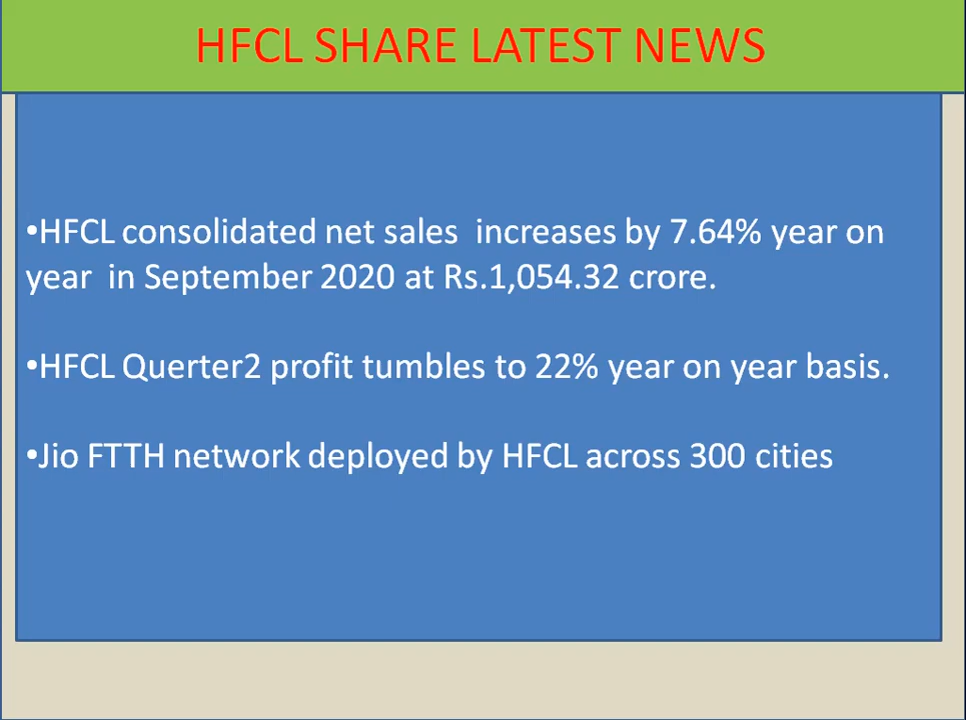 HFCL SHARE LATEST NEWS
•HFCL consolidated net sales  increases by 7.64% year on
year  in September 2020 at Rs.1,054.32 crore.
•HFCL Querter2 profit tumbles to 22% year on year basis.
•Jio FTTH network deployed by HFCL across 300 cities